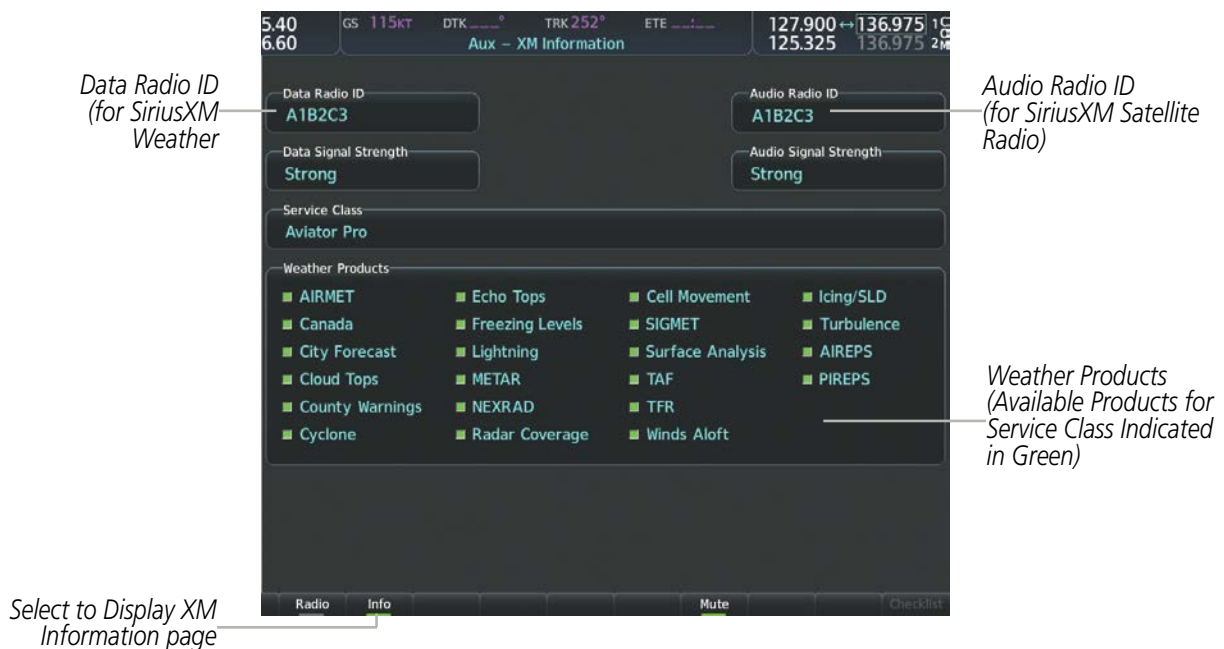 5.40 GS 115KT DTK ___° TRK 252° ETE __:__ 127.900 ↔ 136.975 1
6.60 Aux – XM Information 125.325 136.975 2
Data Radio ID
(for SiriusXM
Weather
Data Radio ID
A1B2C3
Audio Radio ID
A1B2C3
Audio Radio ID
(for SiriusXM Satellite
Radio)
Data Signal Strength
Strong
Audio Signal Strength
Strong
Service Class
Aviator Pro
Weather Products
AIRMET Echo Tops Cell Movement Icing/SLD
Canada Freezing Levels SIGMET Turbulence
City Forecast Lightning Surface Analysis AIREPS
Cloud Tops METAR TAF PIREPS
County Warnings NEXRAD TFR
Cyclone Radar Coverage Winds Aloft
Weather Products
(Available Products for
Service Class Indicated
in Green)
Radio Info Mute Checklist
Select to Display XM
Information page